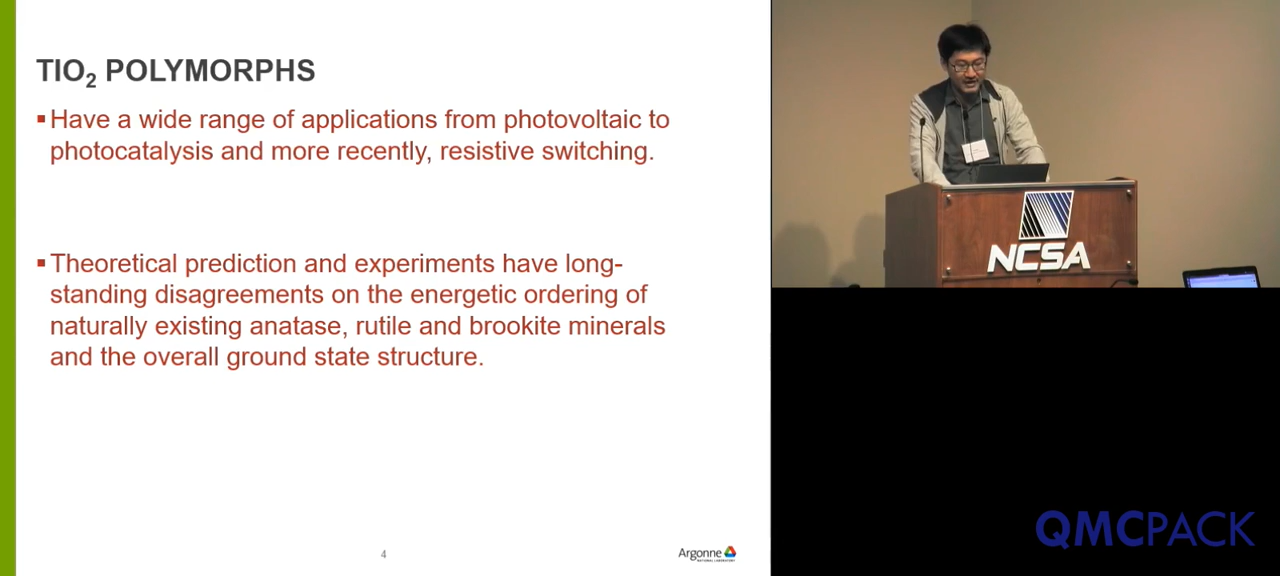 TIO2 POLYMORPHS
▪ Have a wide range of applications from photovoltaic to
photocatalysis and more recently, resistive switching.
▪ Theoretical prediction and experiments have long-
standing disagreements on the energetic ordering of
naturally existing anatase, rutile and brookite minerals
and the overall ground state structure.
4
Argonne
NATIONAL LABORATORY
NCSA
QMCPACK